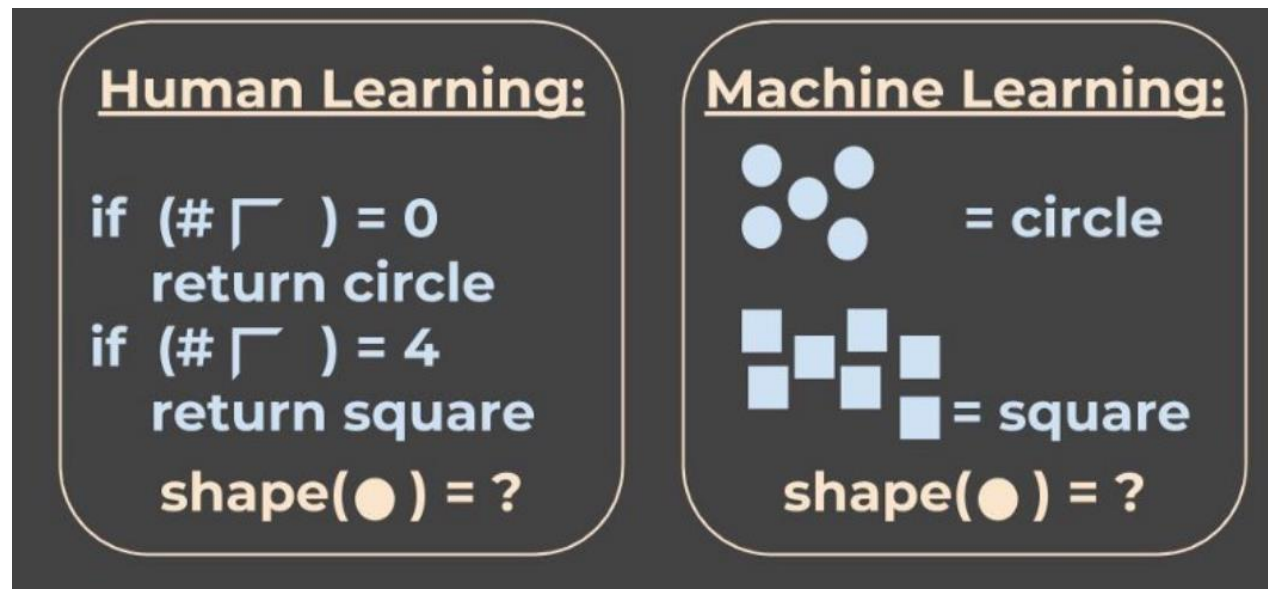 Human Learning:
if (# ) = 0
return circle
if (# ) = 4
return square
shape( ) = ?
Machine Learning:
= circle
= square
shape( ) = ?